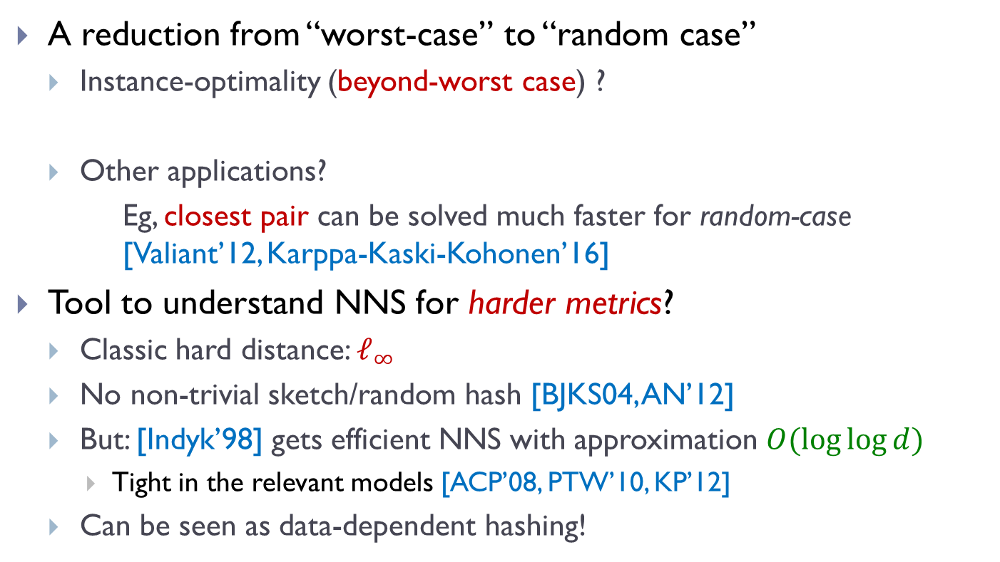 A reduction from “worst-case” to “random case”
Instance-optimality (beyond-worst case) ?
Other applications?
Eg, closest pair can be solved much faster for random-case
[Valiant’12, Karppa-Kaski-Kohonen’16]
Tool to understand NNS for harder metrics?
Classic hard distance: ℓ∞
No non-trivial sketch/random hash [BJKS04, AN’12]
But: [Indyk’98] gets efficient NNS with approximation O(log log d)
Tight in the relevant models [ACP’08, PTW’10, KP’12]
Can be seen as data-dependent hashing!